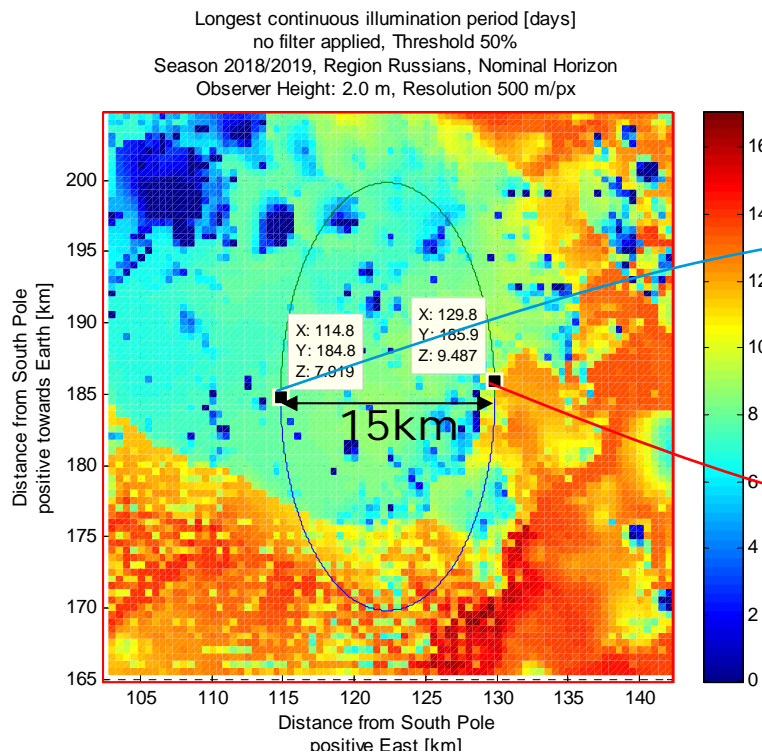 Longest continuous illumination period [days]
no filter applied, Threshold 50%
Season 2018/2019, Region Russians, Nominal Horizon
Observer Height: 2.0 m, Resolution 500 m/px
200
195
190
185
180
175
170
165
105
110
115
120
125
130
135
140
Distance from South Pole
positive towards Earth [km]
Distance from South Pole
positive East [km]
X: 114.8
Y: 184.8
Z: 7.919
X: 129.8
Y: 185.9
Z: 9.487
15km
8
6
4
2
0